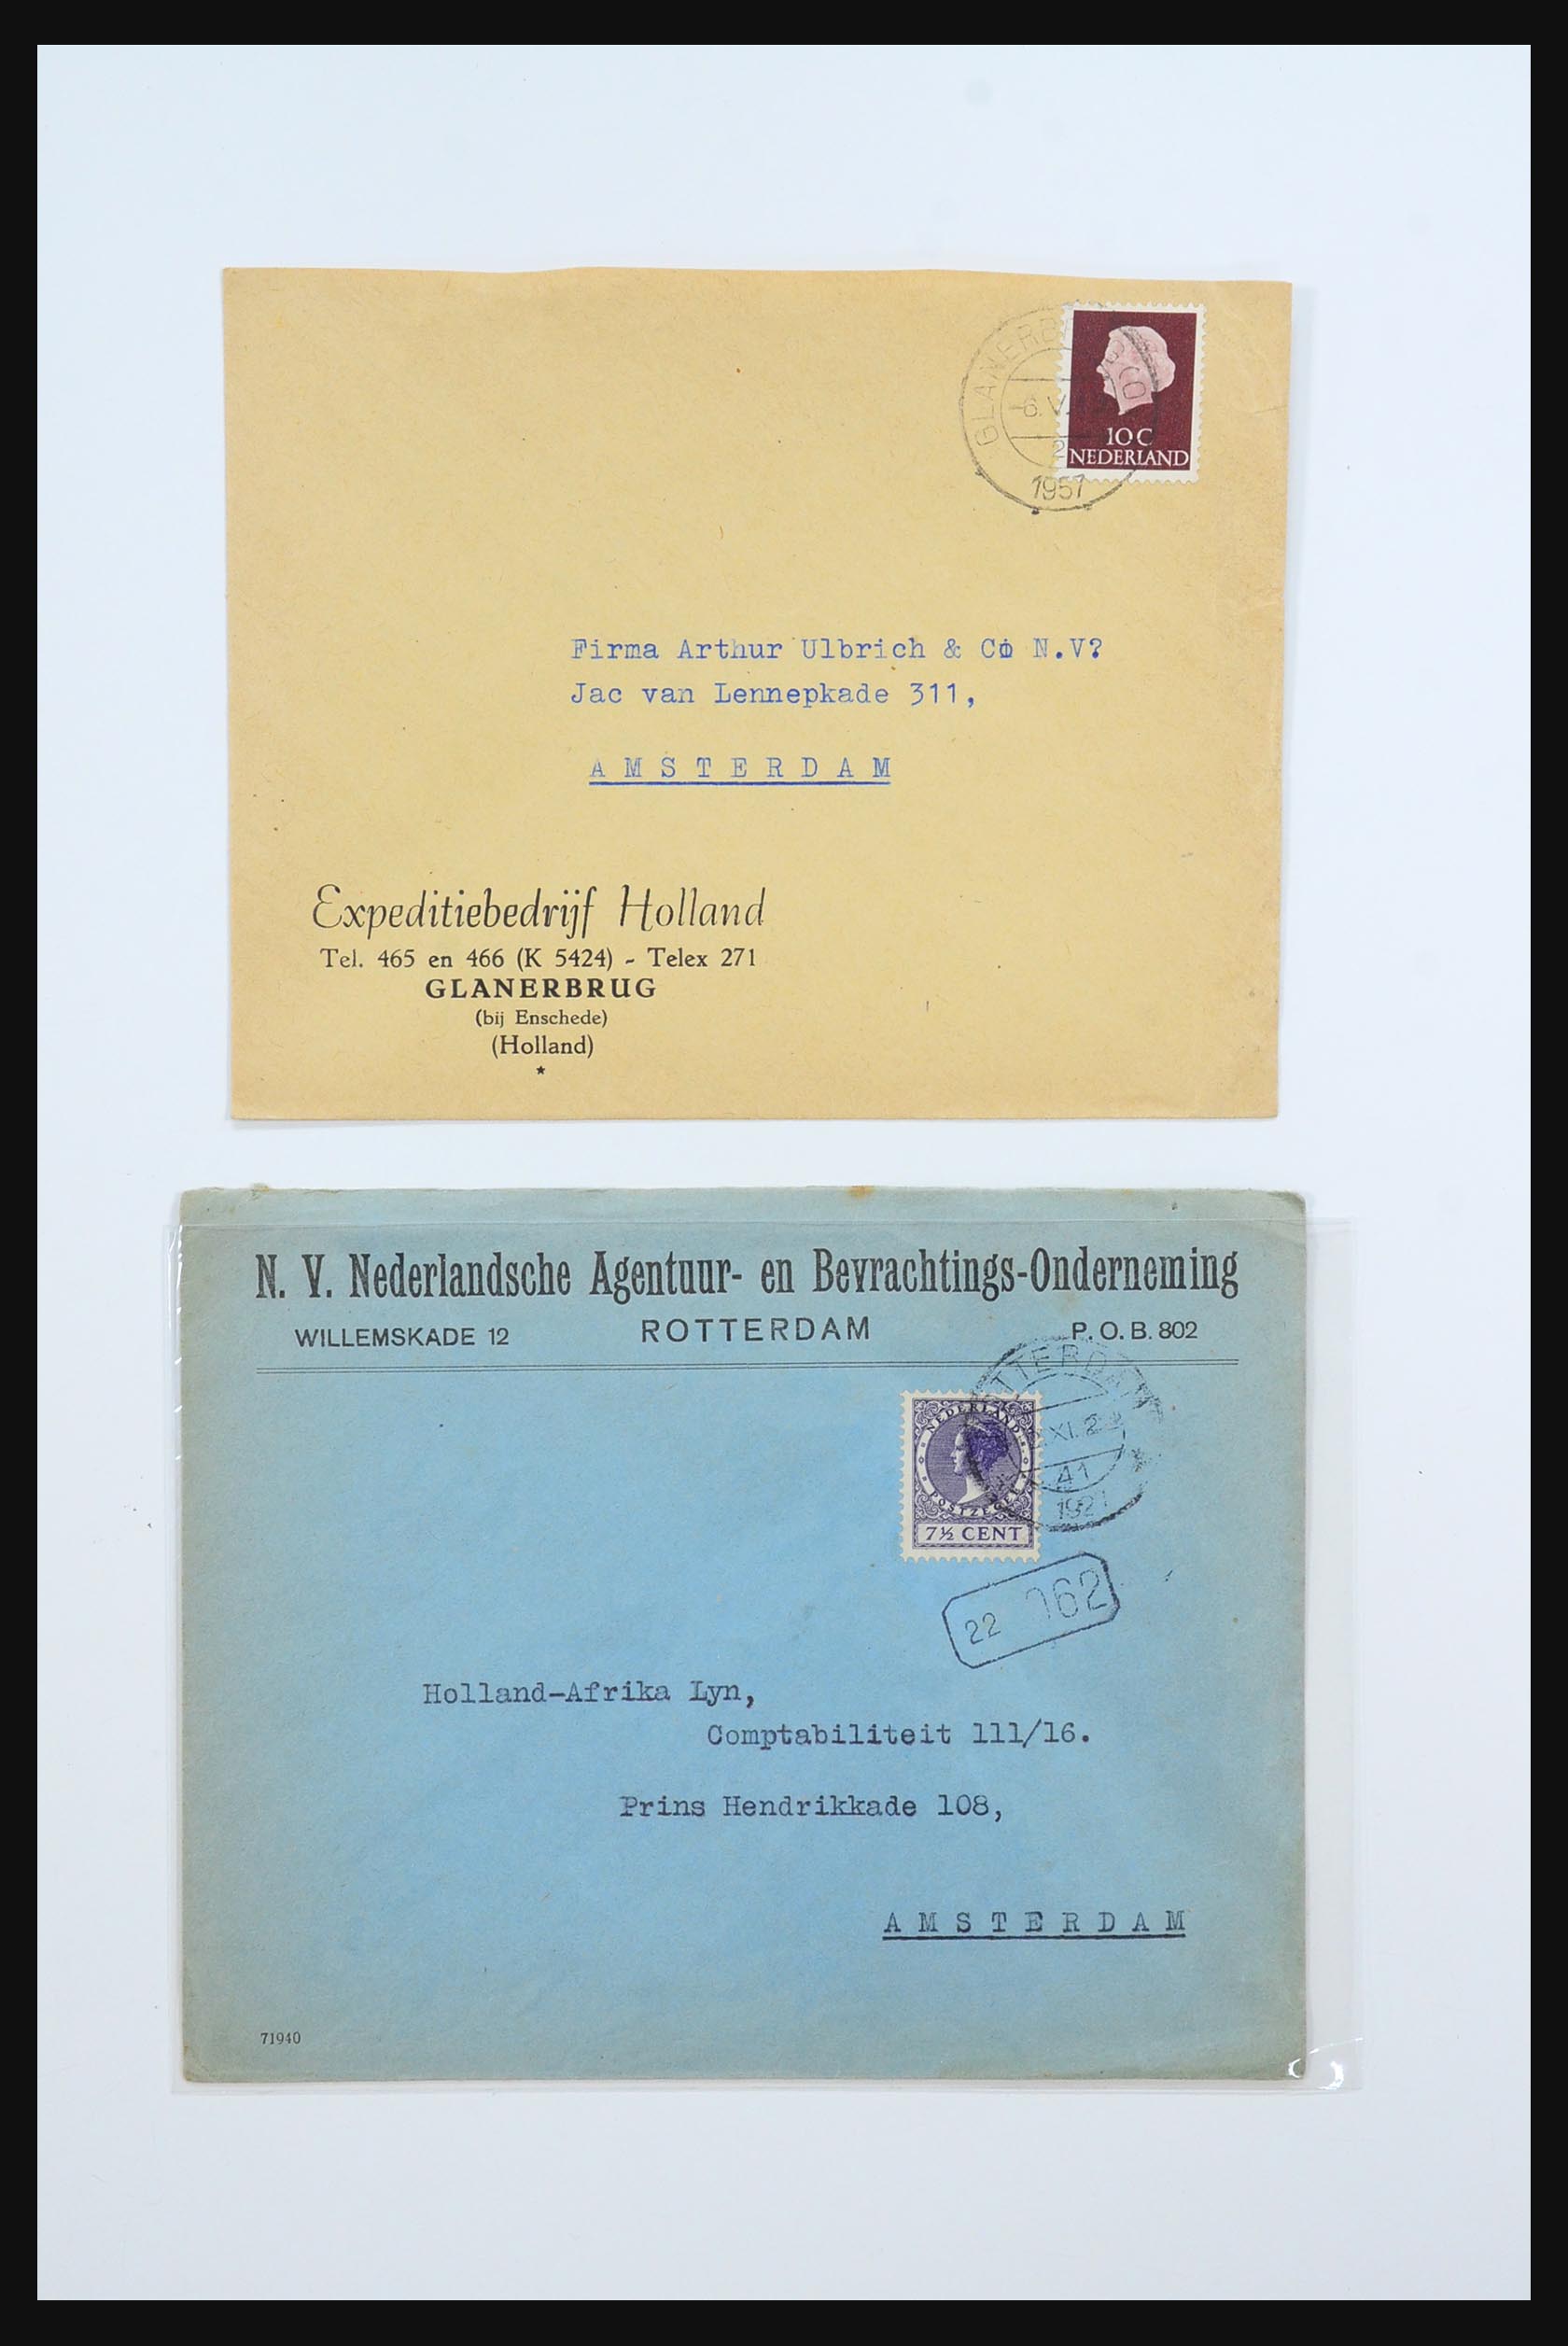 10 C
NEDERLAND
1957
Firma Arthur Ulbrich & Co N.V?
Jac van Lennepkade 311,
AMSTERDAM
Expeditiebedrijf Holland
Tel. 465 en 466 (K 5424) - Telex 271
GLANERBRUG
(bij Enschede)
(Holland)
*
N. V. Nederlandsche Agentuur- en Bevrachtings-Onderneming
WILLEMSKADE 12 ROTTERDAM P. O. B. 802
NEDERLAND
POSTZEGEL
7½ CENT
41
22
Holland-Afrika Lyn,
Comptabiliteit 111/16.
Prins Hendrikkade 108,
AMSTERDAM
71940